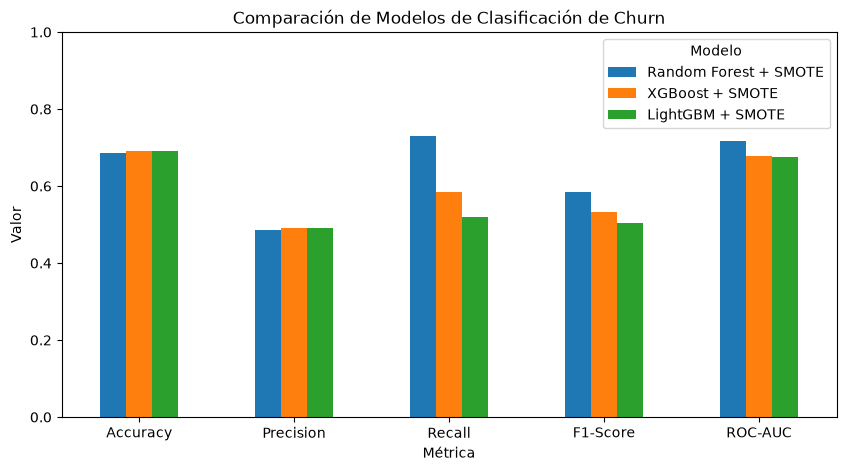 Comparación de Modelos de Clasificación de Churn
Modelo
Random Forest + SMOTE
XGBoost + SMOTE
LightGBM + SMOTE
Valor
1.0
0.8
0.6
0.4
0.2
0.0
Accuracy
Precision
Recall
F1-Score
ROC-AUC
Métrica